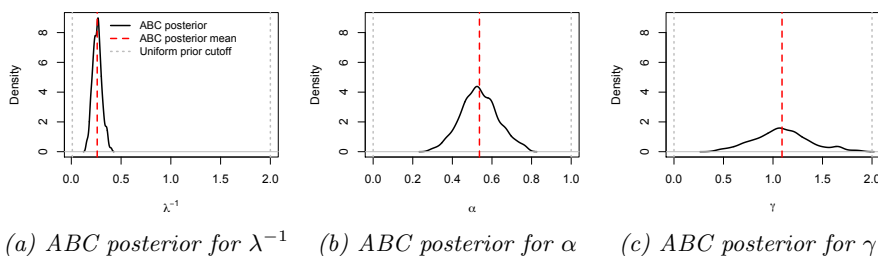 ABC posterior
ABC posterior mean
Uniform prior cutoff
Density
0 2 4 6 8
0.0 0.5 1.0 1.5 2.0
λ⁻¹
Density
0 2 4 6 8
0.0 0.2 0.4 0.6 0.8 1.0
α
Density
0 2 4 6 8
0.0 0.5 1.0 1.5 2.0
γ
(a) ABC posterior for λ⁻¹
(b) ABC posterior for α
(c) ABC posterior for γ